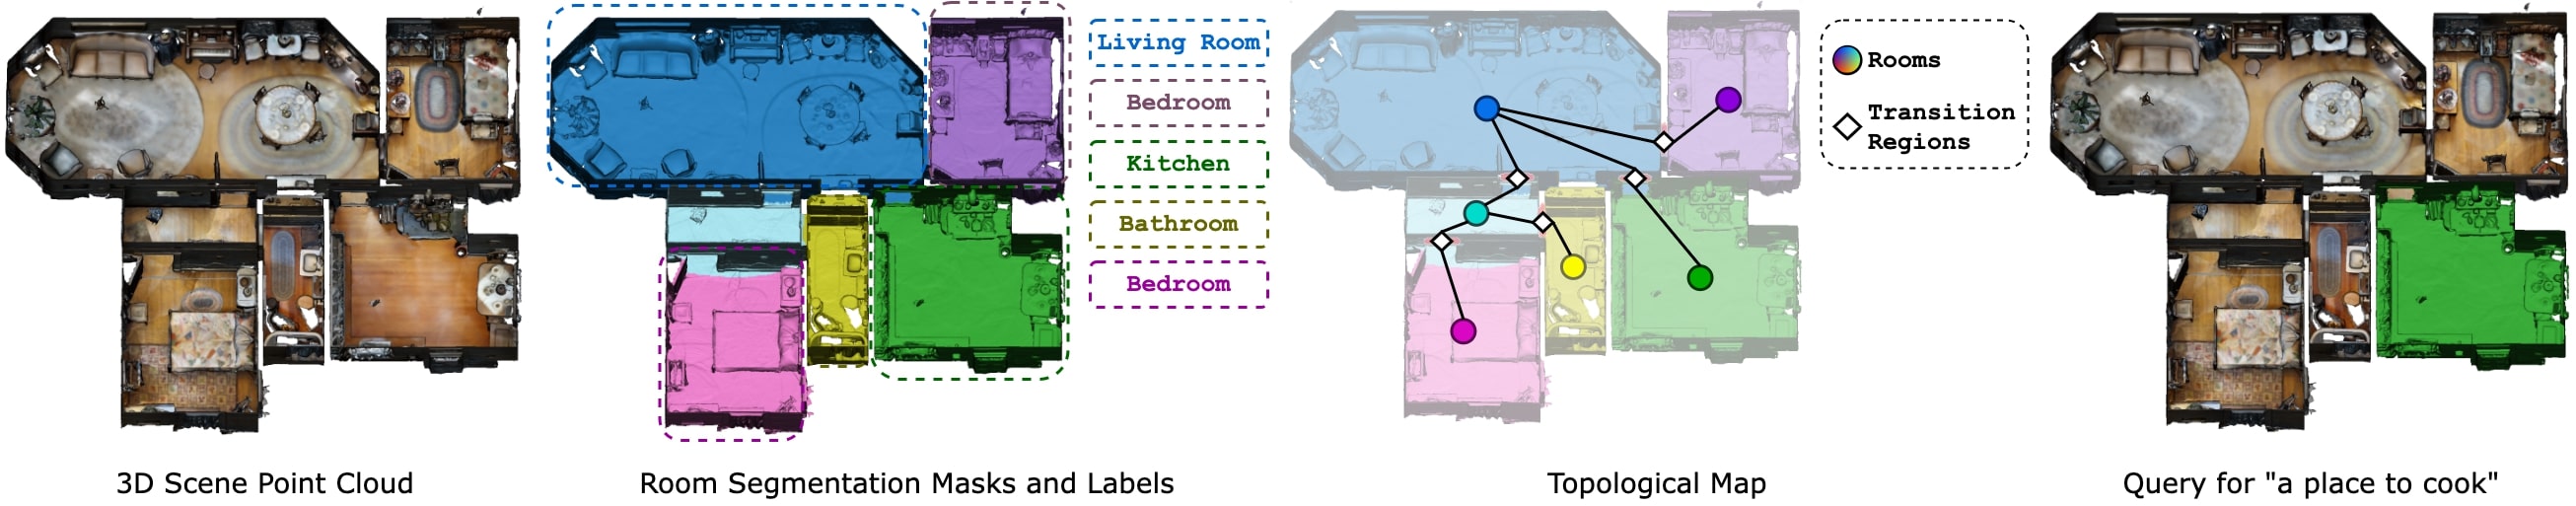 Living Room
Bedroom
Kitchen
Bathroom
Bedroom
Rooms
Transition
Regions
3D Scene Point Cloud
Room Segmentation Masks and Labels
Topological Map
Query for "a place to cook"